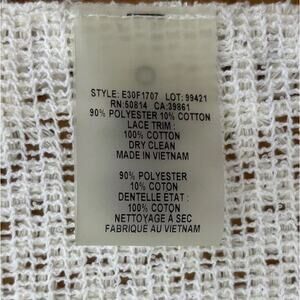 STYLE: E30F1707 LOT: 99421
RN:50814 CA:39861
90% POLYESTER 10% COTTON
LACE TRIM :
100% COTTON
DRY CLEAN
MADE IN VIETNAM
90% POLYESTER
10% COTON
DENTELLE ETAT :
100% COTON
NETTOYAGE À SEC
FABRIQUE AU VIETNAM